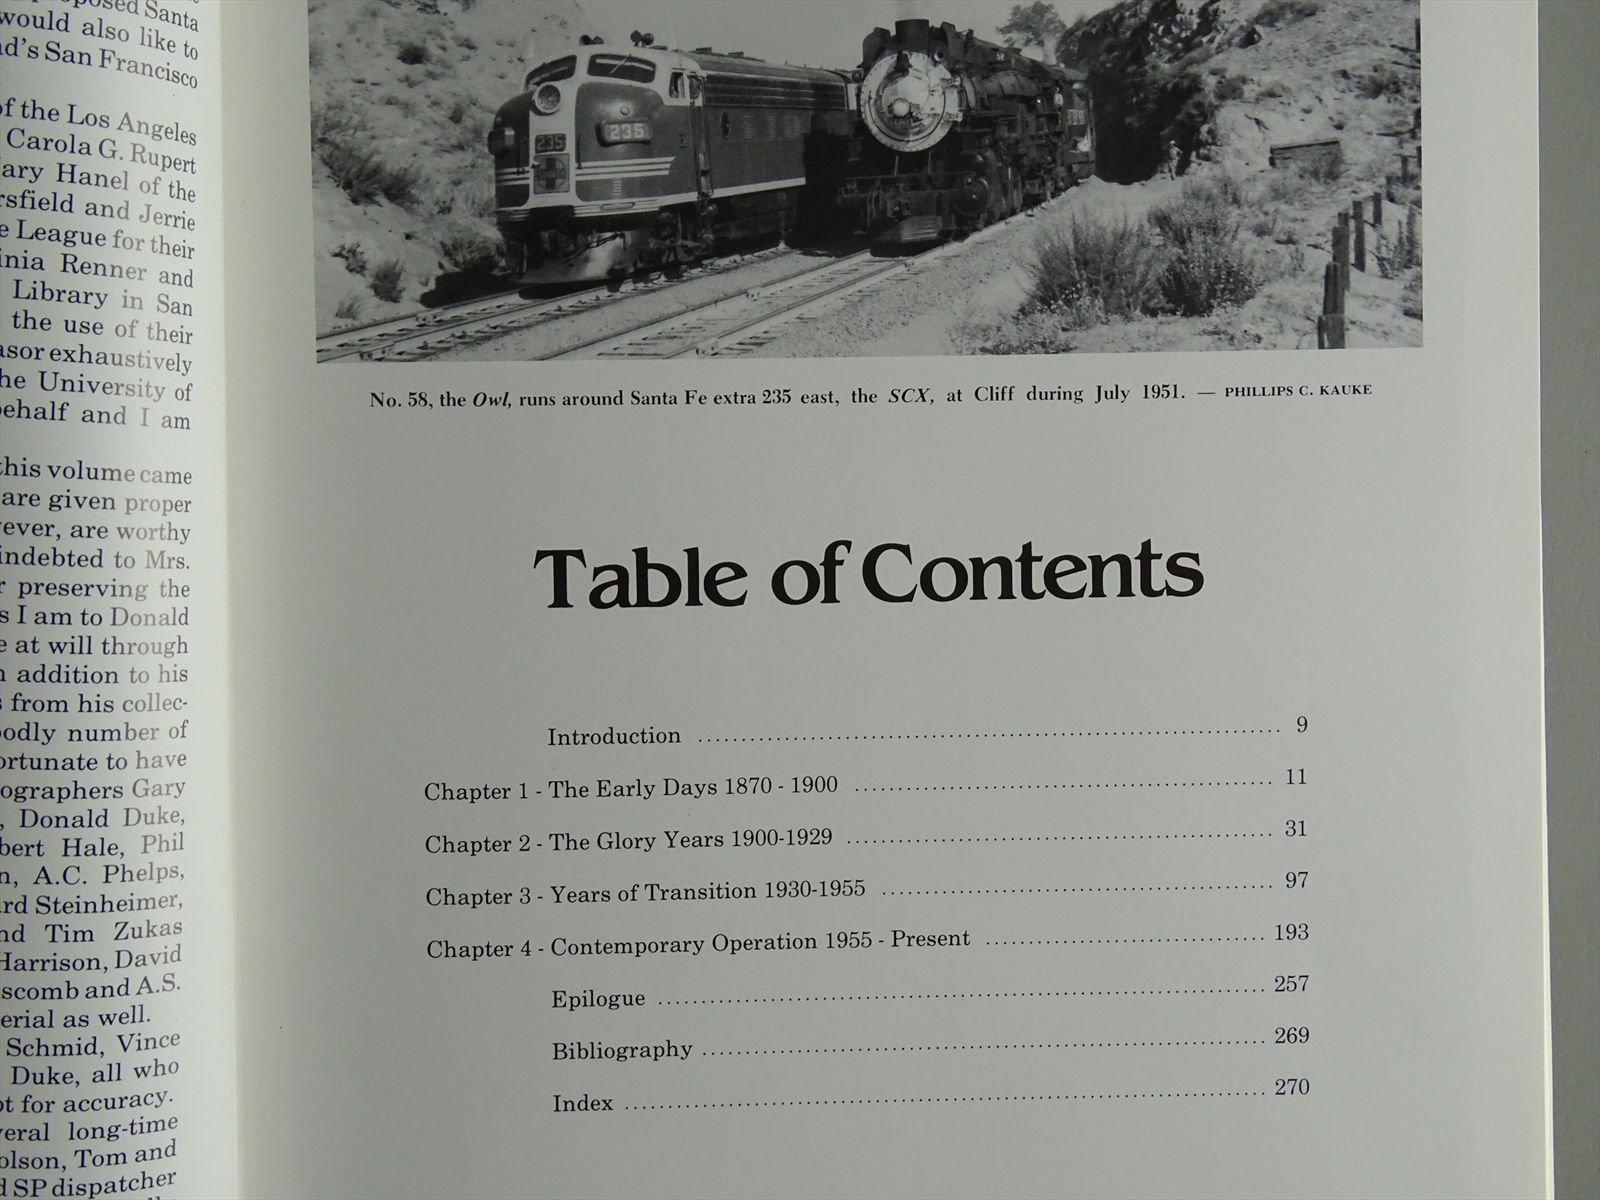 posed Santa
would also like to
d's San Francisco
of the Los Angeles
Carola G. Rupert
ary Hanel of the
rsfield and Jerrie
e League for their
inia Renner and
Library in San
the use of their
asor exhaustively
he University of
behalf and I am
this volume came
are given proper
ever, are worthy
indebted to Mrs.
r preserving the
s I am to Donald
e at will through
n addition to his
s from his collec-
oodly number of
ortunate to have
ographers Gary
, Donald Duke,
bert Hale, Phil
n, A.C. Phelps,
rd Steinheimer,
nd Tim Zukas
Harrison, David
scomb and A.S.
erial as well.
Schmid, Vince
Duke, all who
ot for accuracy.
veral long-time
olson, Tom and
d SP dispatcher
235
235
No. 58, the Owl, runs around Santa Fe extra 235 east, the SCX, at Cliff during July 1951. — PHILLIPS C. KAUKE
Table of Contents
Introduction 9
Chapter 1 - The Early Days 1870 - 1900 11
Chapter 2 - The Glory Years 1900-1929 31
Chapter 3 - Years of Transition 1930-1955 97
Chapter 4 - Contemporary Operation 1955 - Present 193
Epilogue 257
Bibliography 269
Index 270